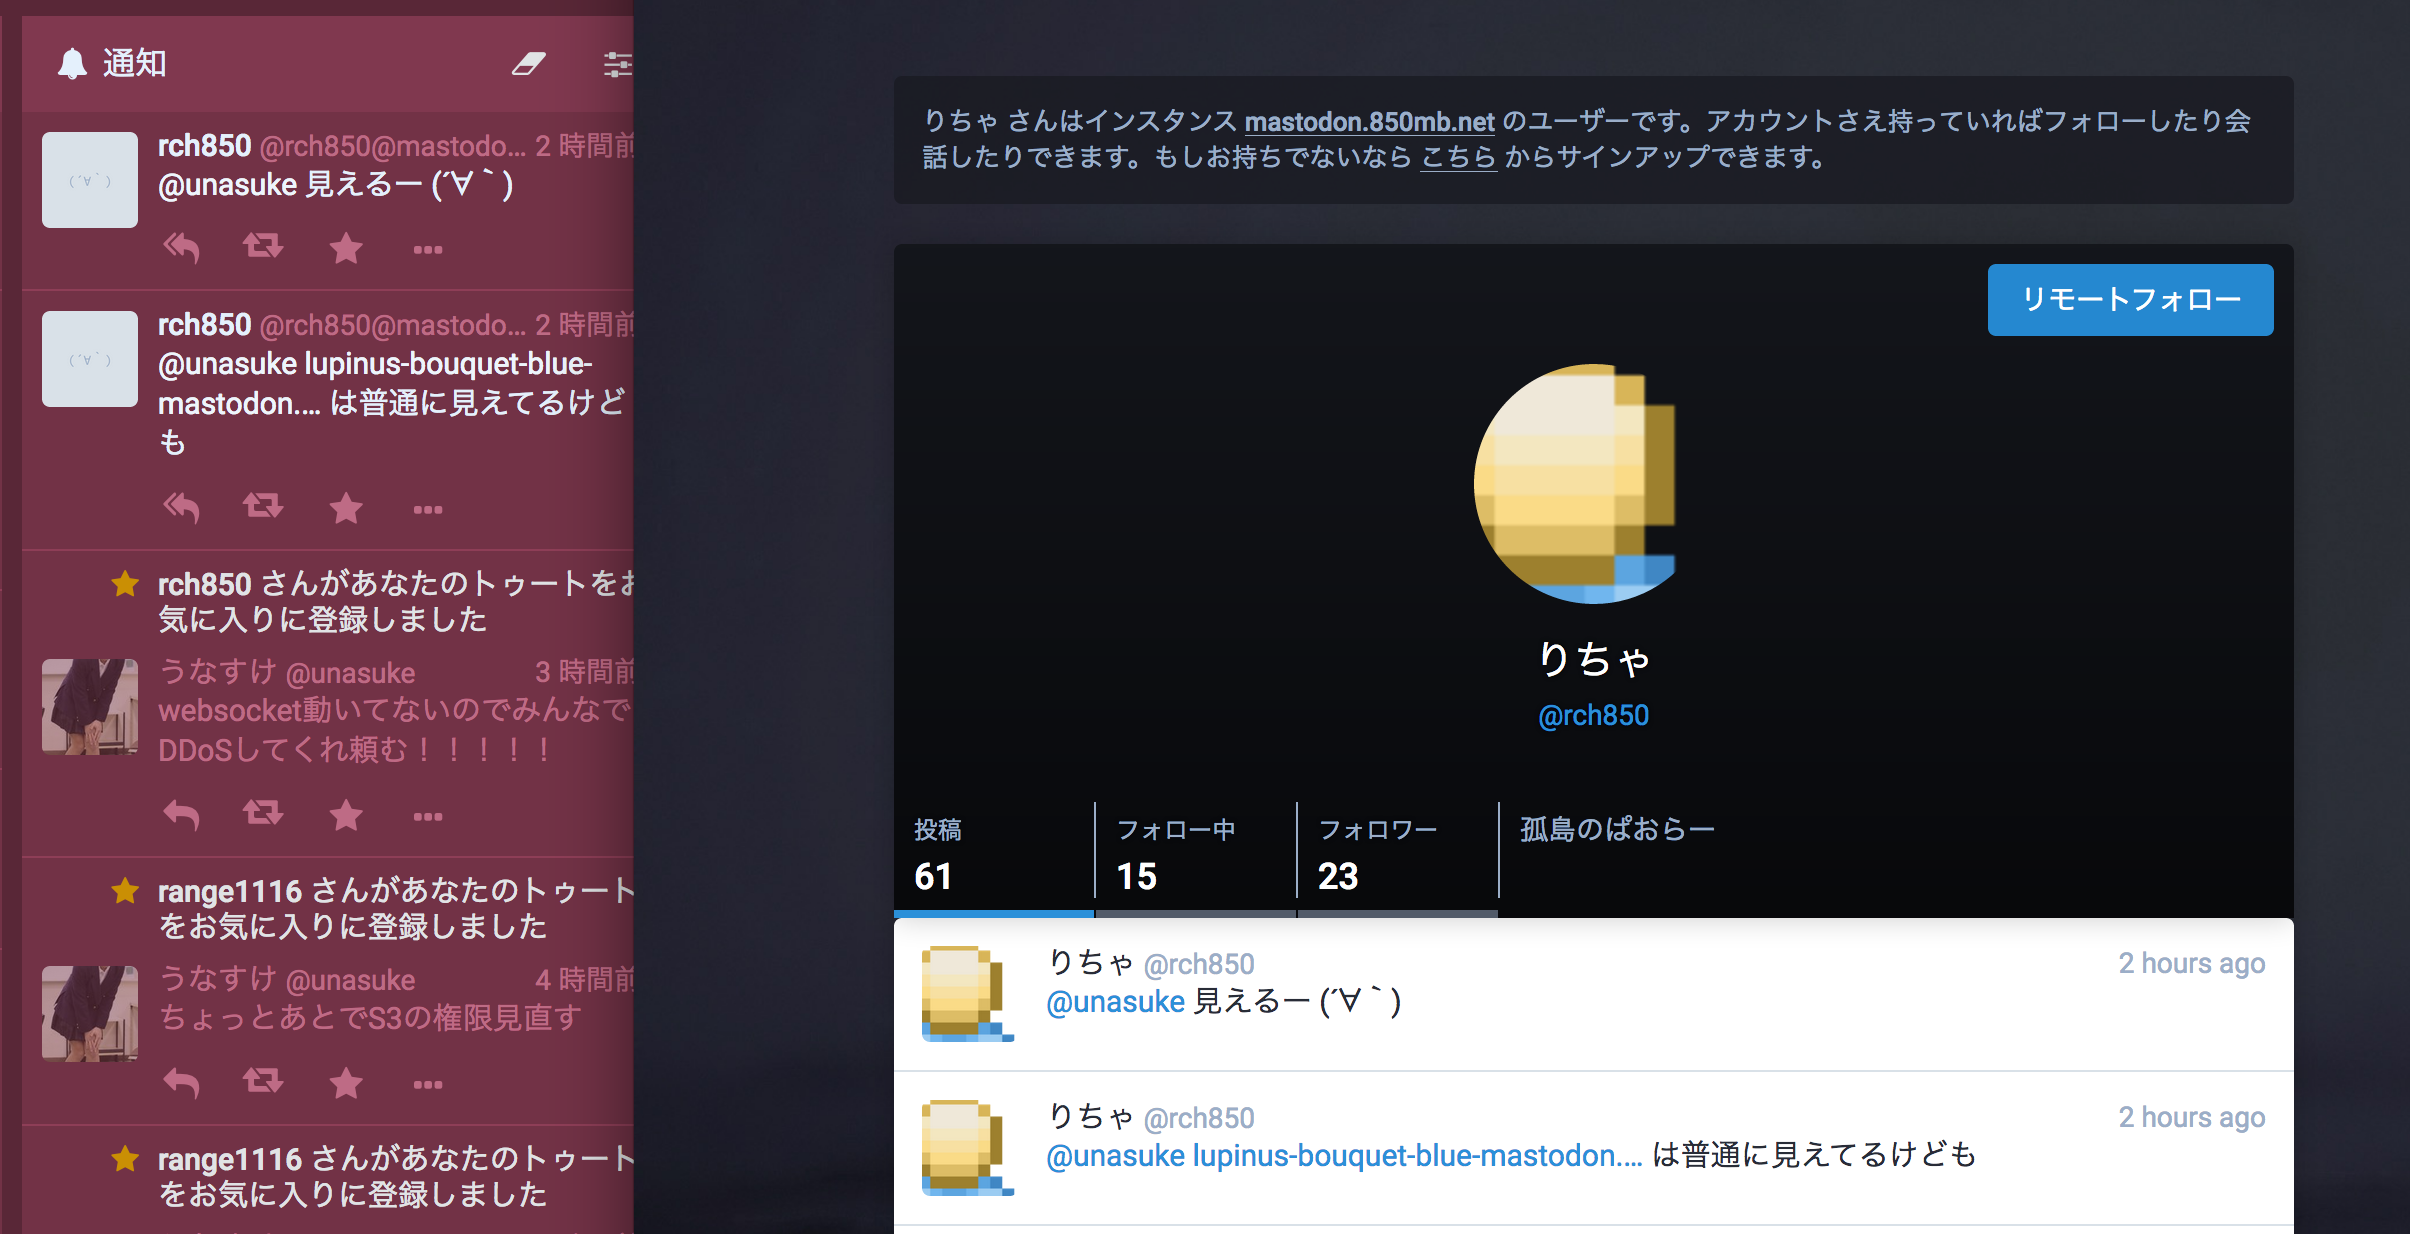 通知
rch850 @rch850@mastodo... 2 時間前
@unasuke 見えるー (´∀｀)
rch850 @rch850@mastodo... 2 時間前
@unasuke lupinus-bouquet-blue-
mastodon.... は普通に見えてるけど
も
rch850 さんがあなたのトゥートをお
気に入りに登録しました
うなすけ @unasuke 3 時間前
websocket動いてないのでみんなで
DDoSしてくれ頼む！！！！！
range1116 さんがあなたのトゥート
をお気に入りに登録しました
うなすけ @unasuke 4 時間前
ちょっとあとでS3の権限見直す
range1116 さんがあなたのトゥート
をお気に入りに登録しました
りちゃ さんはインスタンス mastodon.850mb.net のユーザーです。アカウントさえ持っていればフォローしたり会
話したりできます。もしお持ちでないなら こちら からサインアップできます。
リモートフォロー
りちゃ
@rch850
投稿 フォロー中 フォロワー 孤島のぱおらー
61 15 23
りちゃ @rch850 2 hours ago
@unasuke 見えるー (´∀｀)
りちゃ @rch850 2 hours ago
@unasuke lupinus-bouquet-blue-mastodon.... は普通に見えてるけども